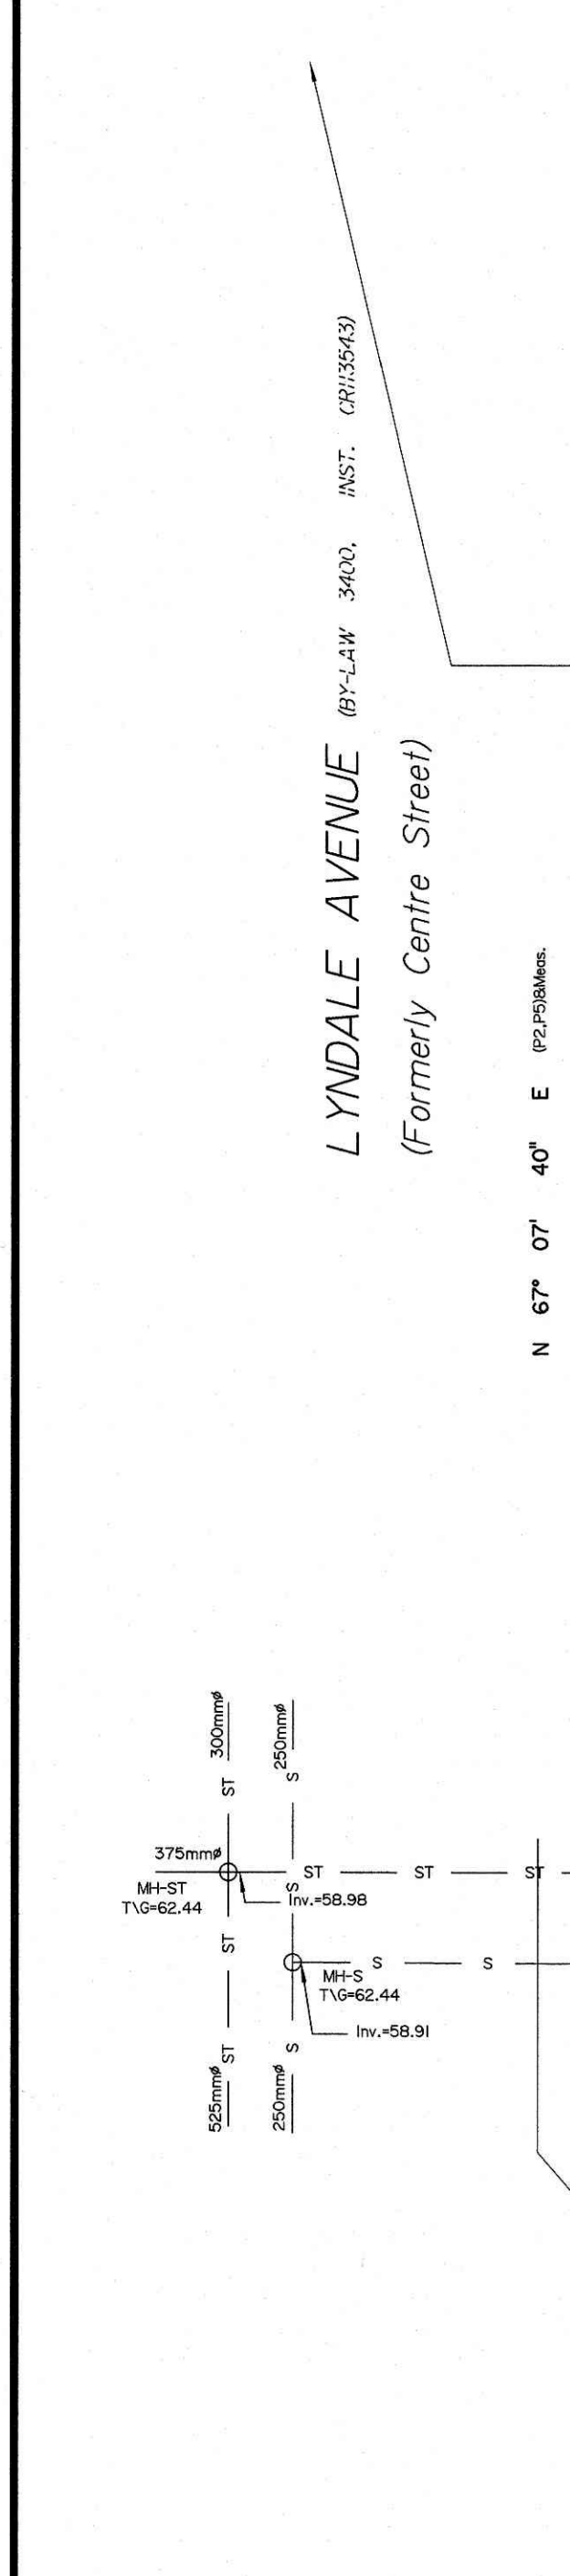 LYNDALE AVENUE (BY-LAW 3400, INST. CR113543)
(Formerly Centre Street)
N 67° 07' 40" E (P2,P5)&Meas.
300mmø
ST
250mmø
S
375mmø
ST ST ST
MH-ST
T\G=62.44
S
Inv.=58.98
ST
S S
MH-S
T\G=62.44
Inv.=58.91
ST
S
525mmø
250mmø